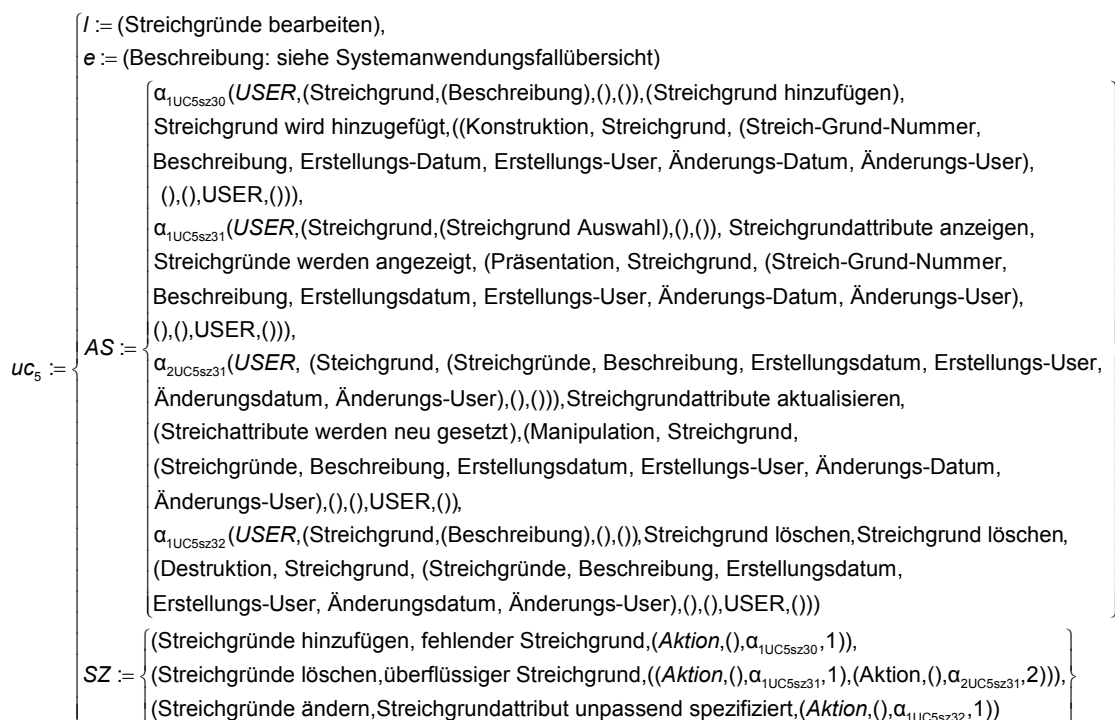 l := (Streichgründe bearbeiten),
e := (Beschreibung: siehe Systemanwendungsfallübersicht)
α1UC5sz30(USER,(Streichgrund,(Beschreibung),(),()),(Streichgrund hinzufügen),
Streichgrund wird hinzugefügt,((Konstruktion, Streichgrund, (Streich-Grund-Nummer,
Beschreibung, Erstellungs-Datum, Erstellungs-User, Änderungs-Datum, Änderungs-User),
(),(),USER,())),
α1UC5sz31(USER,(Streichgrund,(Streichgrund Auswahl),(),()), Streichgrundattribute anzeigen,
Streichgründe werden angezeigt, (Präsentation, Streichgrund, (Streich-Grund-Nummer,
Beschreibung, Erstellungsdatum, Erstellungs-User, Änderungs-Datum, Änderungs-User),
(),(),USER,())),
uc5 := AS := α2UC5sz31(USER, (Steichgrund, (Streichgründe, Beschreibung, Erstellungsdatum, Erstellungs-User,
Änderungsdatum, Änderungs-User),(),())),Streichgrundattribute aktualisieren,
(Streichattribute werden neu gesetzt),(Manipulation, Streichgrund,
(Streichgründe, Beschreibung, Erstellungsdatum, Erstellungs-User, Änderungs-Datum,
Änderungs-User),(),(),USER,()),
α1UC5sz32(USER,(Streichgrund,(Beschreibung),(),()),Streichgrund löschen,Streichgrund löschen,
(Destruktion, Streichgrund, (Streichgründe, Beschreibung, Erstellungsdatum,
Erstellungs-User, Änderungsdatum, Änderungs-User),(),(),USER,()))
(Streichgründe hinzufügen, fehlender Streichgrund,(Aktion,(),α1UC5sz30,1)),
SZ := (Streichgründe löschen,überflüssiger Streichgrund,((Aktion,(),α1UC5sz31,1),(Aktion,(),α2UC5sz31,2))),
(Streichgründe ändern,Streichgrundattribut unpassend spezifiziert,(Aktion,(),α1UC5sz32,1))